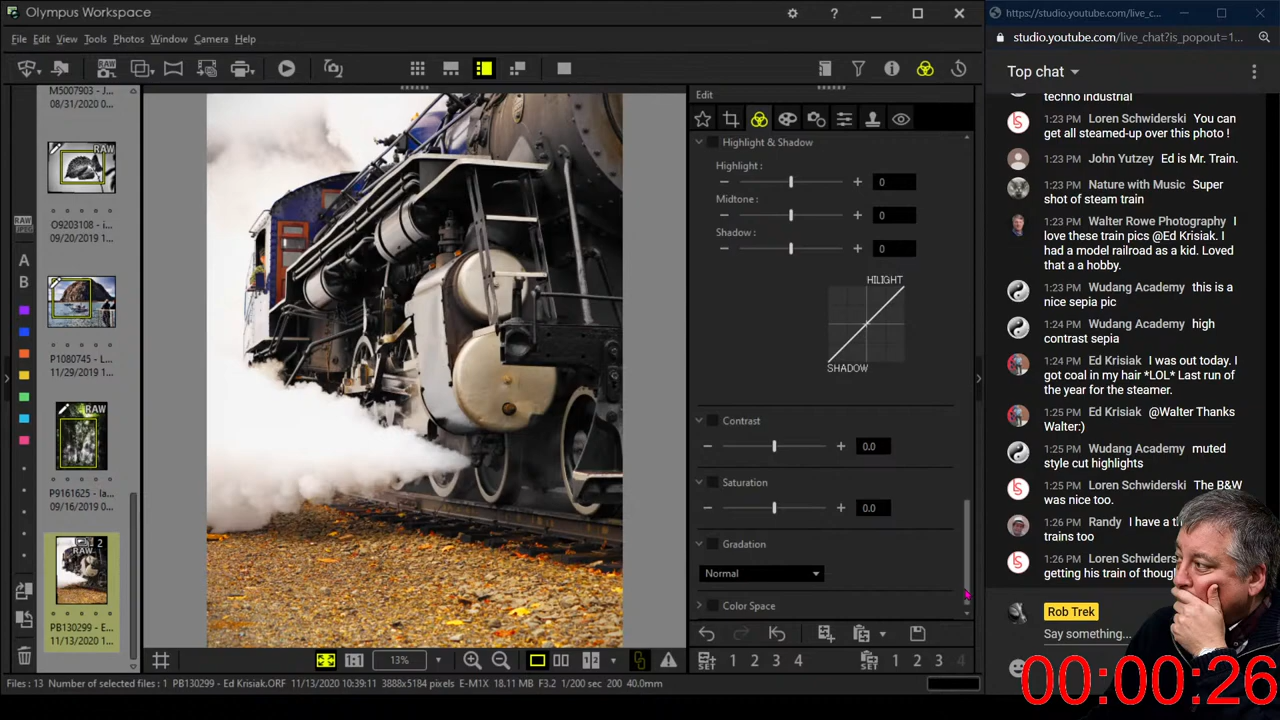 Olympus Workspace
File Edit View Tools Photos Window Camera Help
M5007903 - J...
08/31/2020 0...
RAW
O9203108 - i...
09/20/2019 1...
P1080745 - L...
11/29/2019 1...
RAW
P9161625 - la...
09/16/2019 0...
2
RAW
PB130299 - E...
11/13/2020 1...
RAW
A
B
Edit
Highlight & Shadow
Highlight :
0
Midtone :
0
Shadow :
0
HILIGHT
SHADOW
Contrast
0.0
Saturation
0.0
Gradation
Normal
Color Space
1:1
13%
1 2
1 2 3 4
1 2 3 4
Files: 13 Number of selected files: 1 PB130299 - Ed Krisiak.ORF 11/13/2020 10:39:11 3888x5184 pixels E-M1X 18.11 MB F3.2 1/200 sec 200 40.0mm
https://studio.youtube.com/live_c...
studio.youtube.com/live_chat?is_popout=1...
Top chat
techno industrial
1:23 PM Loren Schwiderski You can
get all steamed-up over this photo !
1:23 PM John Yutzey Ed is Mr. Train.
1:23 PM Nature with Music Super
shot of steam train
1:23 PM Walter Rowe Photography I
love these train pics @Ed Krisiak. I
had a model railroad as a kid. Loved
that a a hobby.
1:23 PM Wudang Academy this is a
nice sepia pic
1:24 PM Wudang Academy high
contrast sepia
1:24 PM Ed Krisiak I was out today. I
got coal in my hair *LOL* Last run of
the year for the steamer.
1:25 PM Ed Krisiak @Walter Thanks
Walter:)
1:25 PM Wudang Academy muted
style cut highlights
1:25 PM Loren Schwiderski The B&W
was nice too.
1:26 PM Randy I have a
trains too
1:26 PM Loren Schwiders
getting his train of
Rob Trek
Say something...
00:00:26